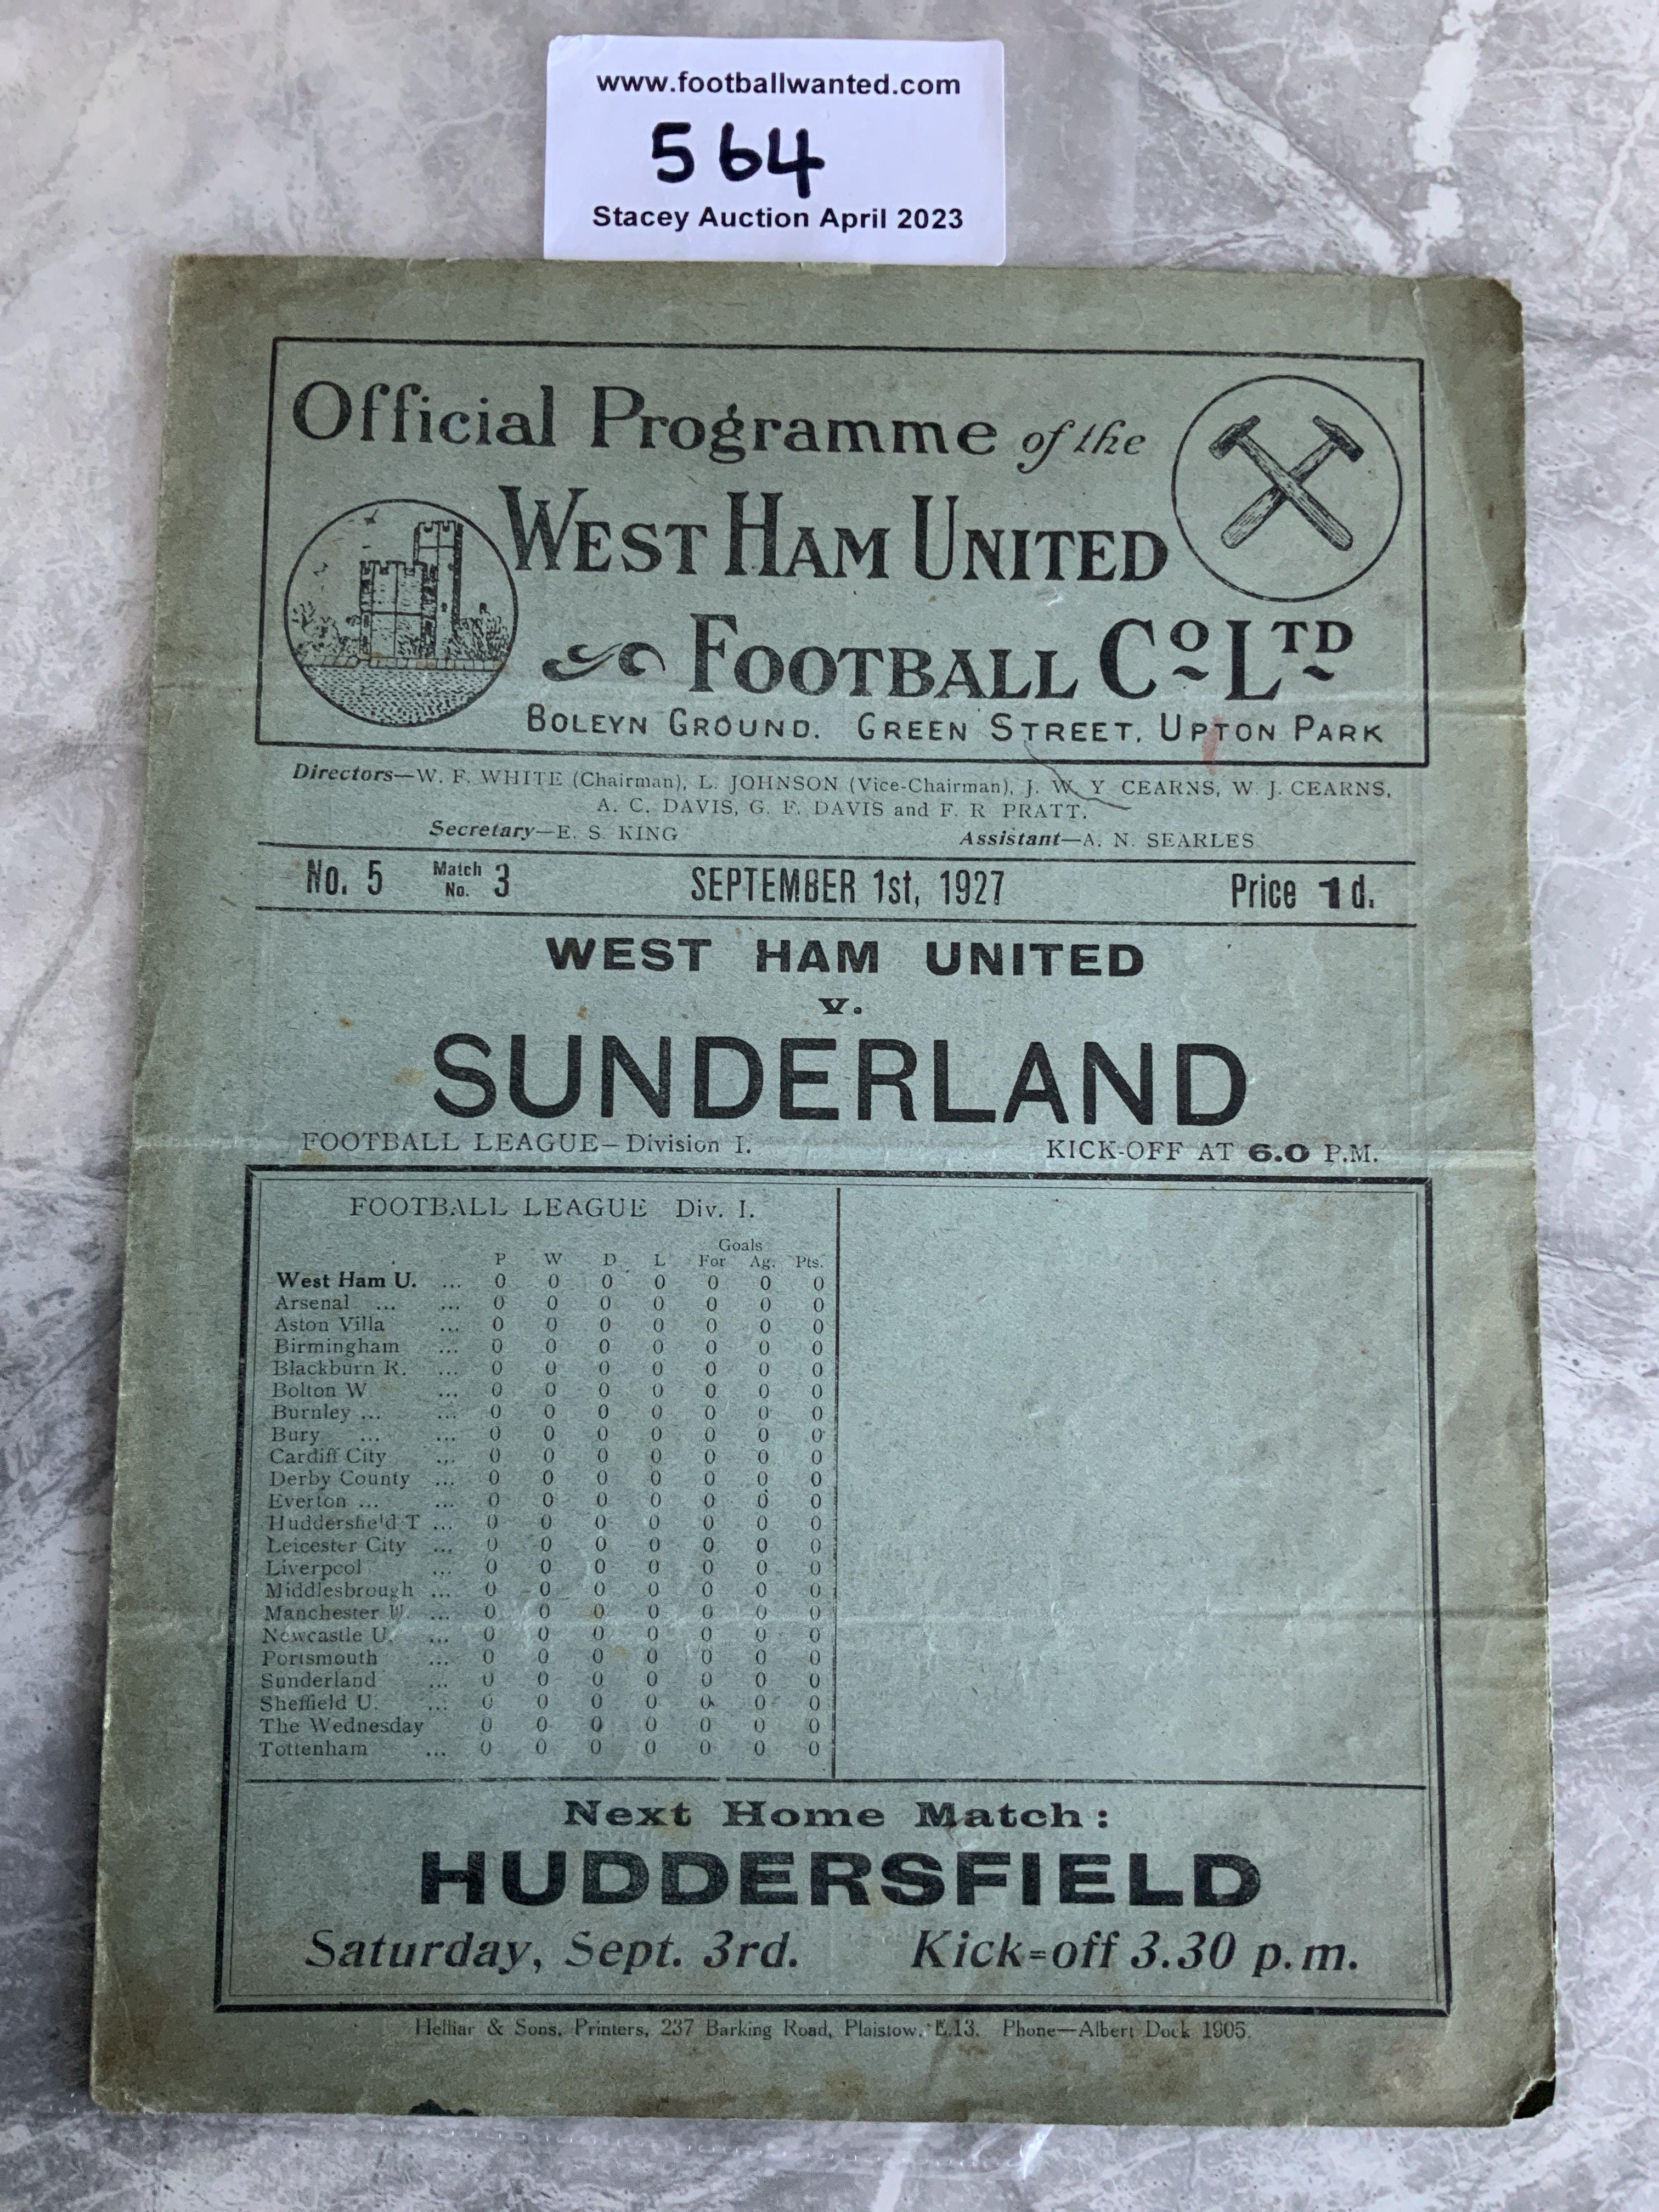 www.footballwanted.com
564
Stacey Auction April 2023
Official Programme of the
WEST HAM UNITED
FOOTBALL Co LTD
BOLEYN GROUND. GREEN STREET, UPTON PARK
Directors—W. F. WHITE (Chairman), L. JOHNSON (Vice-Chairman), J. W. Y CEARNS, W. J. CEARNS,
A. C. DAVIS, G. F. DAVIS and F. R PRATT.
Secretary—E. S. KING Assistant—A. N. SEARLES
No. 5 Match No. 3 SEPTEMBER 1st, 1927 Price 1d.
WEST HAM UNITED
v.
SUNDERLAND
FOOTBALL LEAGUE—Division I. KICK-OFF AT 6.0 P.M.
FOOTBALL LEAGUE Div. I.
Goals
P W D L For Ag. Pts.
West Ham U. ... 0 0 0 0 0 0 0
Arsenal ... ... 0 0 0 0 0 0 0
Aston Villa ... 0 0 0 0 0 0 0
Birmingham ... 0 0 0 0 0 0 0
Blackburn R. ... 0 0 0 0 0 0 0
Bolton W ... 0 0 0 0 0 0 0
Burnley ... ... 0 0 0 0 0 0 0
Bury ... ... 0 0 0 0 0 0 0
Cardiff City ... 0 0 0 0 0 0 0
Derby County ... 0 0 0 0 0 0 0
Everton ... ... 0 0 0 0 0 0 0
Huddersfield T ... 0 0 0 0 0 0 0
Leicester City ... 0 0 0 0 0 0 0
Liverpool ... 0 0 0 0 0 0 0
Middlesbrough ... 0 0 0 0 0 0 0
Manchester U. ... 0 0 0 0 0 0 0
Newcastle U. ... 0 0 0 0 0 0 0
Portsmouth ... 0 0 0 0 0 0 0
Sunderland ... 0 0 0 0 0 0 0
Sheffield U. ... 0 0 0 0 0 0 0
The Wednesday 0 0 0 0 0 0 0
Tottenham ... 0 0 0 0 0 0 0
Next Home Match:
HUDDERSFIELD
Saturday, Sept. 3rd. Kick=off 3.30 p.m.
Helliar & Sons, Printers, 237 Barking Road, Plaistow, E.13. Phone—Albert Dock 1905.